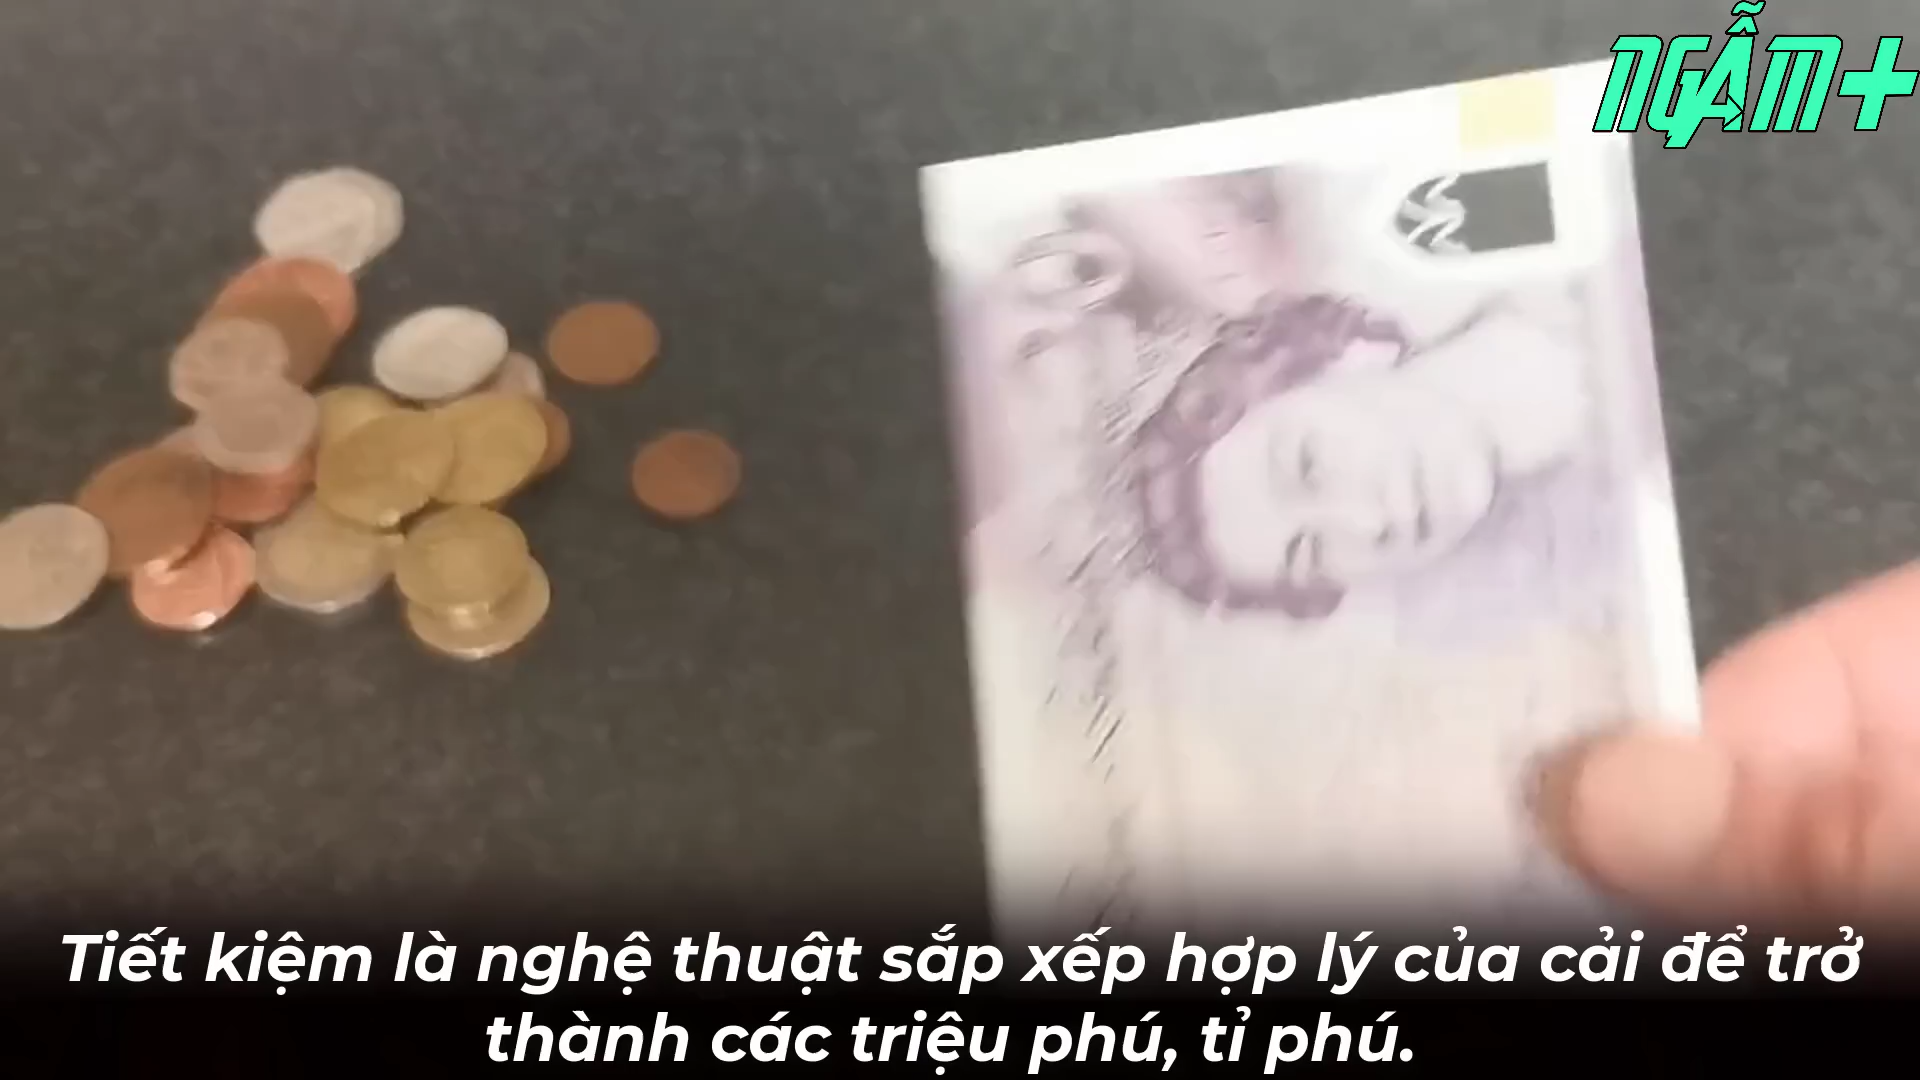 NGẪM+
Tiết kiệm là nghệ thuật sắp xếp hợp lý của cải để trở
thành các triệu phú, tỉ phú.